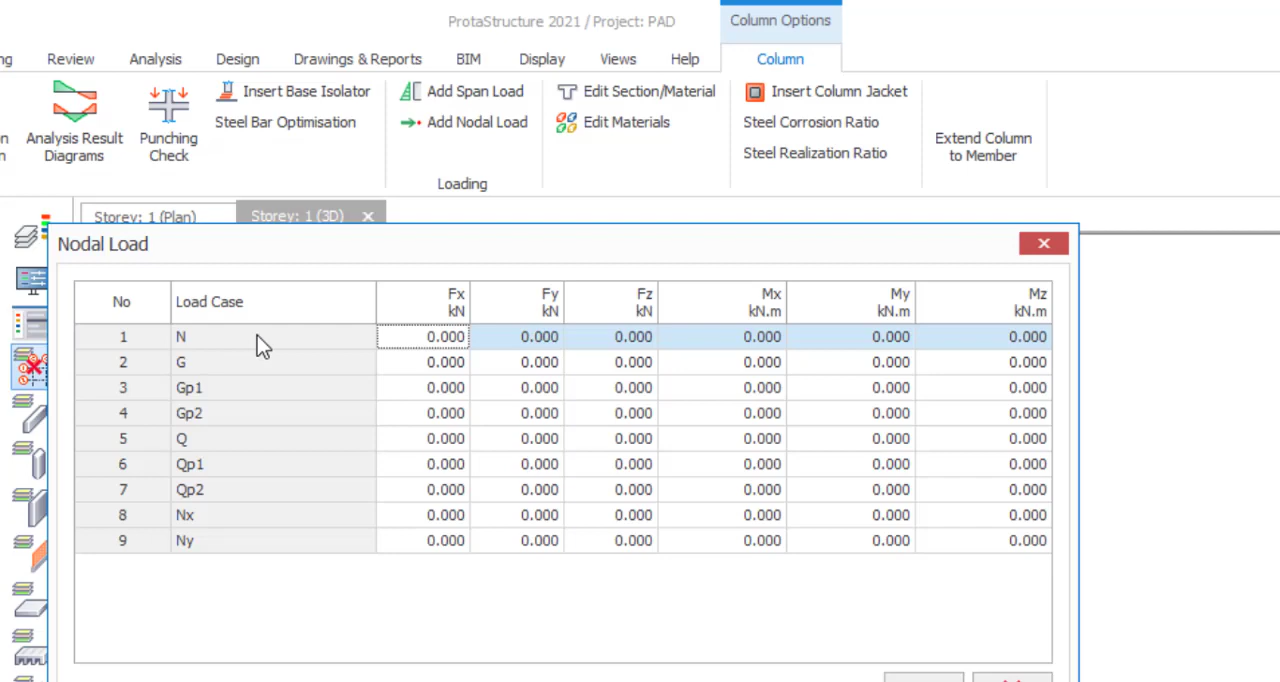 ProtaStructure 2021 / Project: PAD
Column Options
ng
Review
Analysis
Design
Drawings & Reports
BIM
Display
Views
Help
Column
Analysis Result
Diagrams
Punching
Check
Insert Base Isolator
Steel Bar Optimisation
Add Span Load
Add Nodal Load
Loading
Edit Section/Material
Edit Materials
Insert Column Jacket
Steel Corrosion Ratio
Steel Realization Ratio
Extend Column
to Member
Storey: 1 (Plan)
Storey: 1 (3D)
Nodal Load
No Load Case Fx kN Fy kN Fz kN Mx kN.m My kN.m Mz kN.m
1 N 0.000 0.000 0.000 0.000 0.000 0.000
2 G 0.000 0.000 0.000 0.000 0.000 0.000
3 Gp1 0.000 0.000 0.000 0.000 0.000 0.000
4 Gp2 0.000 0.000 0.000 0.000 0.000 0.000
5 Q 0.000 0.000 0.000 0.000 0.000 0.000
6 Qp1 0.000 0.000 0.000 0.000 0.000 0.000
7 Qp2 0.000 0.000 0.000 0.000 0.000 0.000
8 Nx 0.000 0.000 0.000 0.000 0.000 0.000
9 Ny 0.000 0.000 0.000 0.000 0.000 0.000